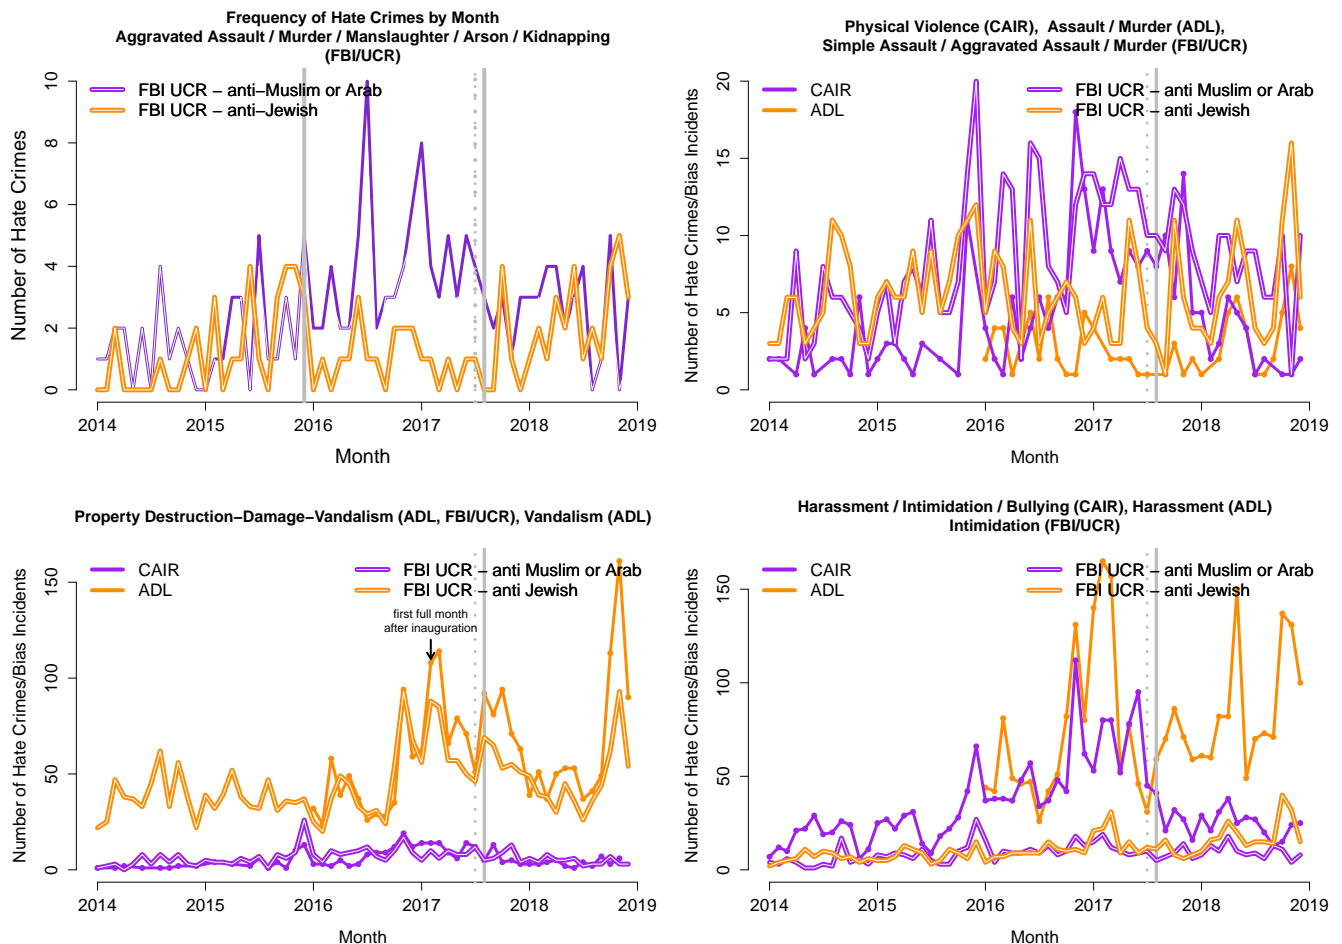 Frequency of Hate Crimes by Month
Aggravated Assault / Murder / Manslaughter / Arson / Kidnapping
(FBI/UCR)
FBI UCR – anti–Muslim or Arab
FBI UCR – anti–Jewish
Number of Hate Crimes
0 2 4 6 8 10
2014 2015 2016 2017 2018 2019
Month
Physical Violence (CAIR), Assault / Murder (ADL),
Simple Assault / Aggravated Assault / Murder (FBI/UCR)
CAIR
ADL
FBI UCR – anti Muslim or Arab
FBI UCR – anti Jewish
Number of Hate Crimes/Bias Incidents
0 5 10 15 20
2014 2015 2016 2017 2018 2019
Month
Property Destruction–Damage–Vandalism (ADL, FBI/UCR), Vandalism (ADL)
CAIR
ADL
FBI UCR – anti Muslim or Arab
FBI UCR – anti Jewish
first full month
after inauguration
Number of Hate Crimes/Bias Incidents
0 50 100 150
2014 2015 2016 2017 2018 2019
Month
Harassment / Intimidation / Bullying (CAIR), Harassment (ADL)
Intimidation (FBI/UCR)
CAIR
ADL
FBI UCR – anti Muslim or Arab
FBI UCR – anti Jewish
Number of Hate Crimes/Bias Incidents
0 50 100 150
2014 2015 2016 2017 2018 2019
Month